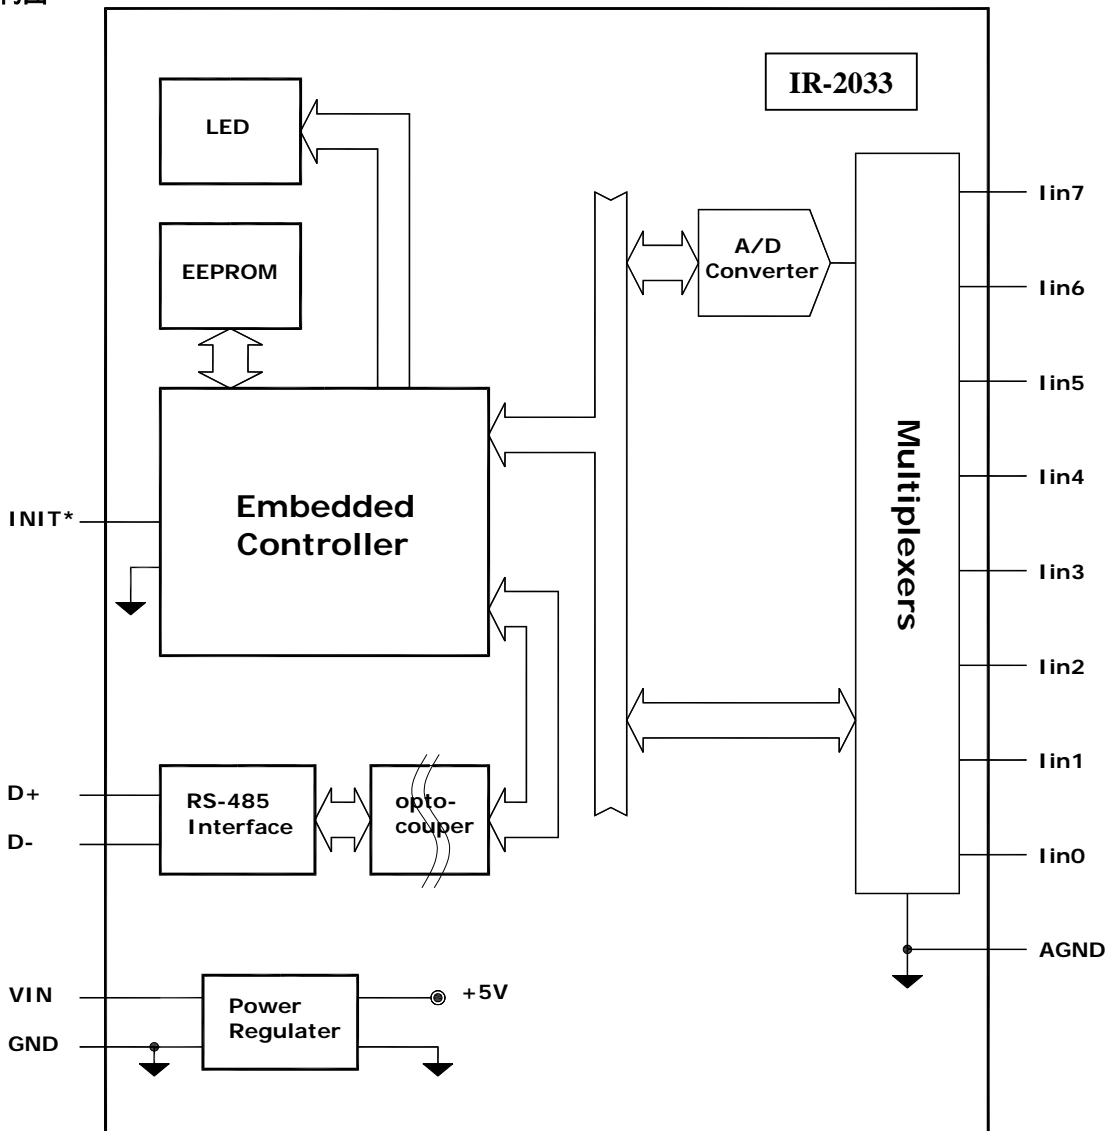 IR-2033
LED
EEPROM
Embedded
Controller
A/D
Converter
Multiplexers
Iin7
Iin6
Iin5
Iin4
Iin3
Iin2
Iin1
Iin0
AGND
INIT*
D+
D-
RS-485
Interface
opto-
couper
VIN
GND
Power
Regulater
+5V